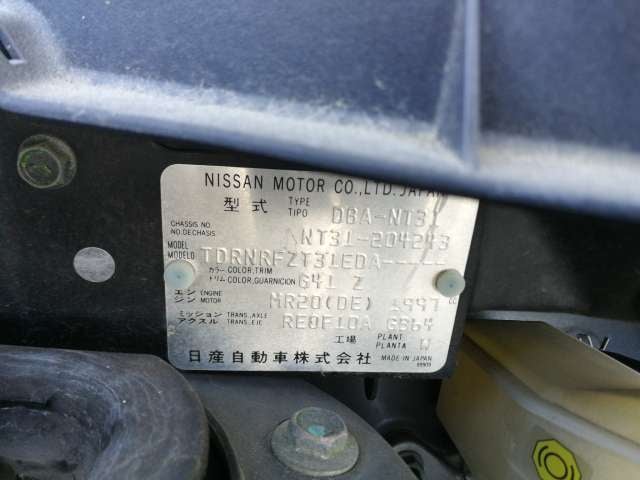 NISSAN MOTOR CO.,LTD.JAPAN
型式 TYPE TIPO DBA-NT31
CHASSIS NO. NO.DECHASIS NT31-204243
MODEL MODELO TDRNRFZT31EDA-----
カラー COLOR,TRIM
トリム COLOR,GUARNICION G41 Z
エンジン ENGINE MOTOR MR20(DE) 1997 cc
ミッション アクスル TRANS.AXLE TRANS.EJE RE0F10A GB64
工場 PLANT PLANTA W
日産自動車株式会社 MADE IN JAPAN